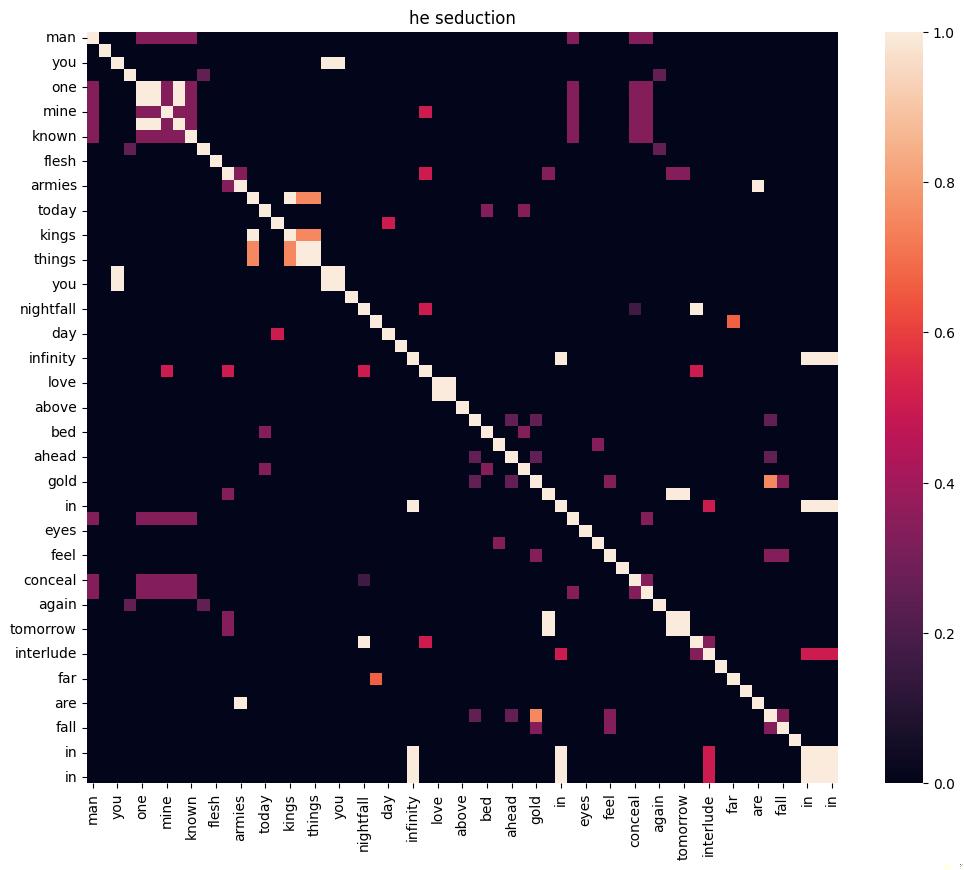 he seduction
man
you
one
mine
known
flesh
armies
today
kings
things
you
nightfall
day
infinity
love
above
bed
ahead
gold
in
eyes
feel
conceal
again
tomorrow
interlude
far
are
fall
in
in
1.0
0.8
0.6
0.4
0.2
0.0
man
you
one
mine
known
flesh
armies
today
kings
things
you
nightfall
day
infinity
love
above
bed
ahead
gold
in
eyes
feel
conceal
again
tomorrow
interlude
far
are
fall
in
in